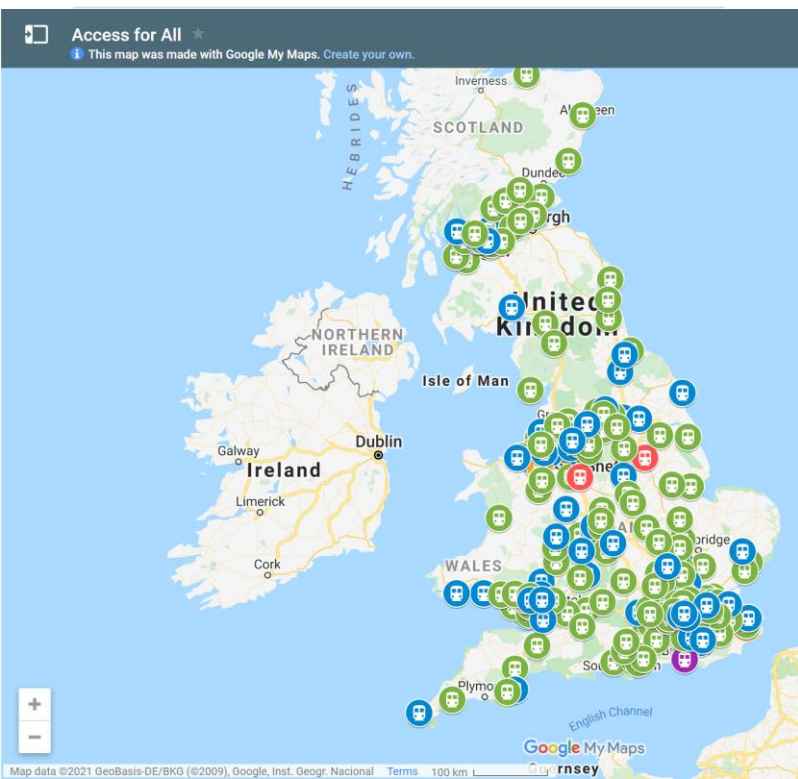 Access for All
This map was made with Google My Maps. Create your own.
Inverness
SCOTLAND
HEBRIDES
United
Kingdom
NORTHERN
IRELAND
Isle of Man
Galway
Dublin
Ireland
Limerick
Cork
WALES
English Channel
Google My Maps
Map data ©2021 GeoBasis-DE/BKG (©2009), Google, Inst. Geogr. Nacional Terms 100 km